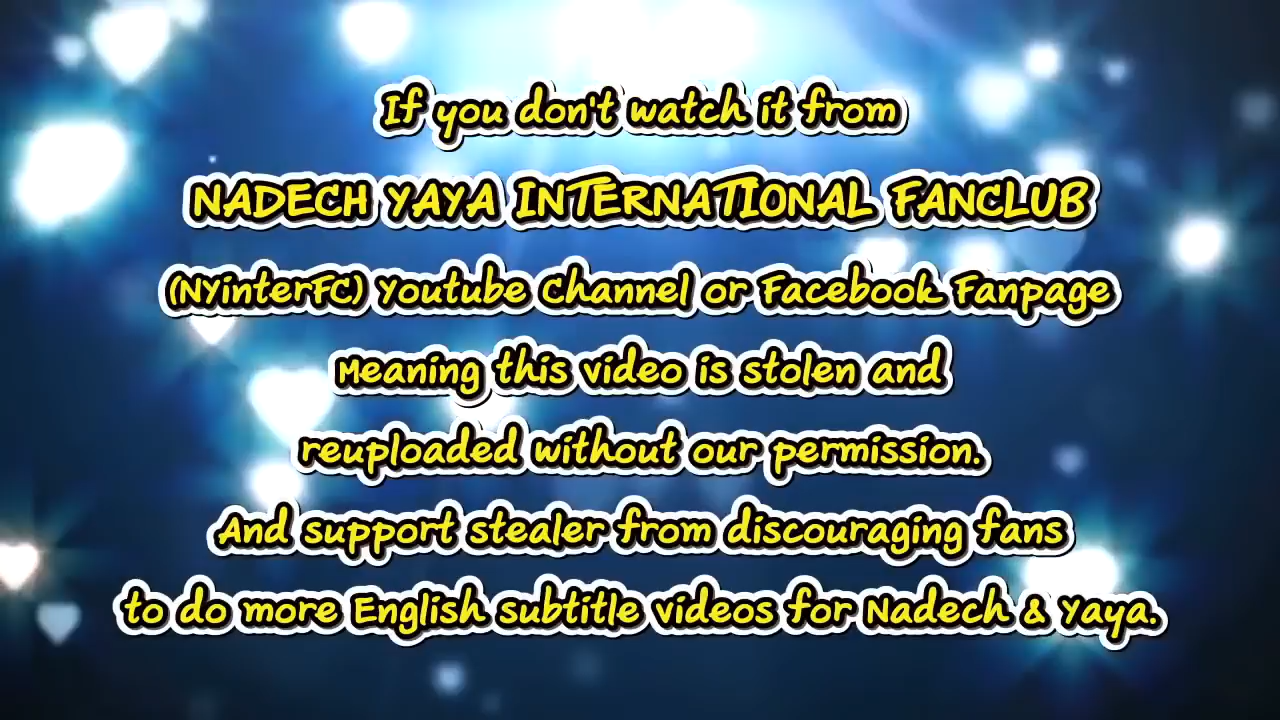 If you don't watch it from
NADECH YAYA INTERNATIONAL FANCLUB
(NYinterFC) Youtube Channel or Facebook Fanpage
Meaning this video is stolen and
reuploaded without our permission.
And support stealer from discouraging fans
to do more English subtitle videos for Nadech & Yaya.